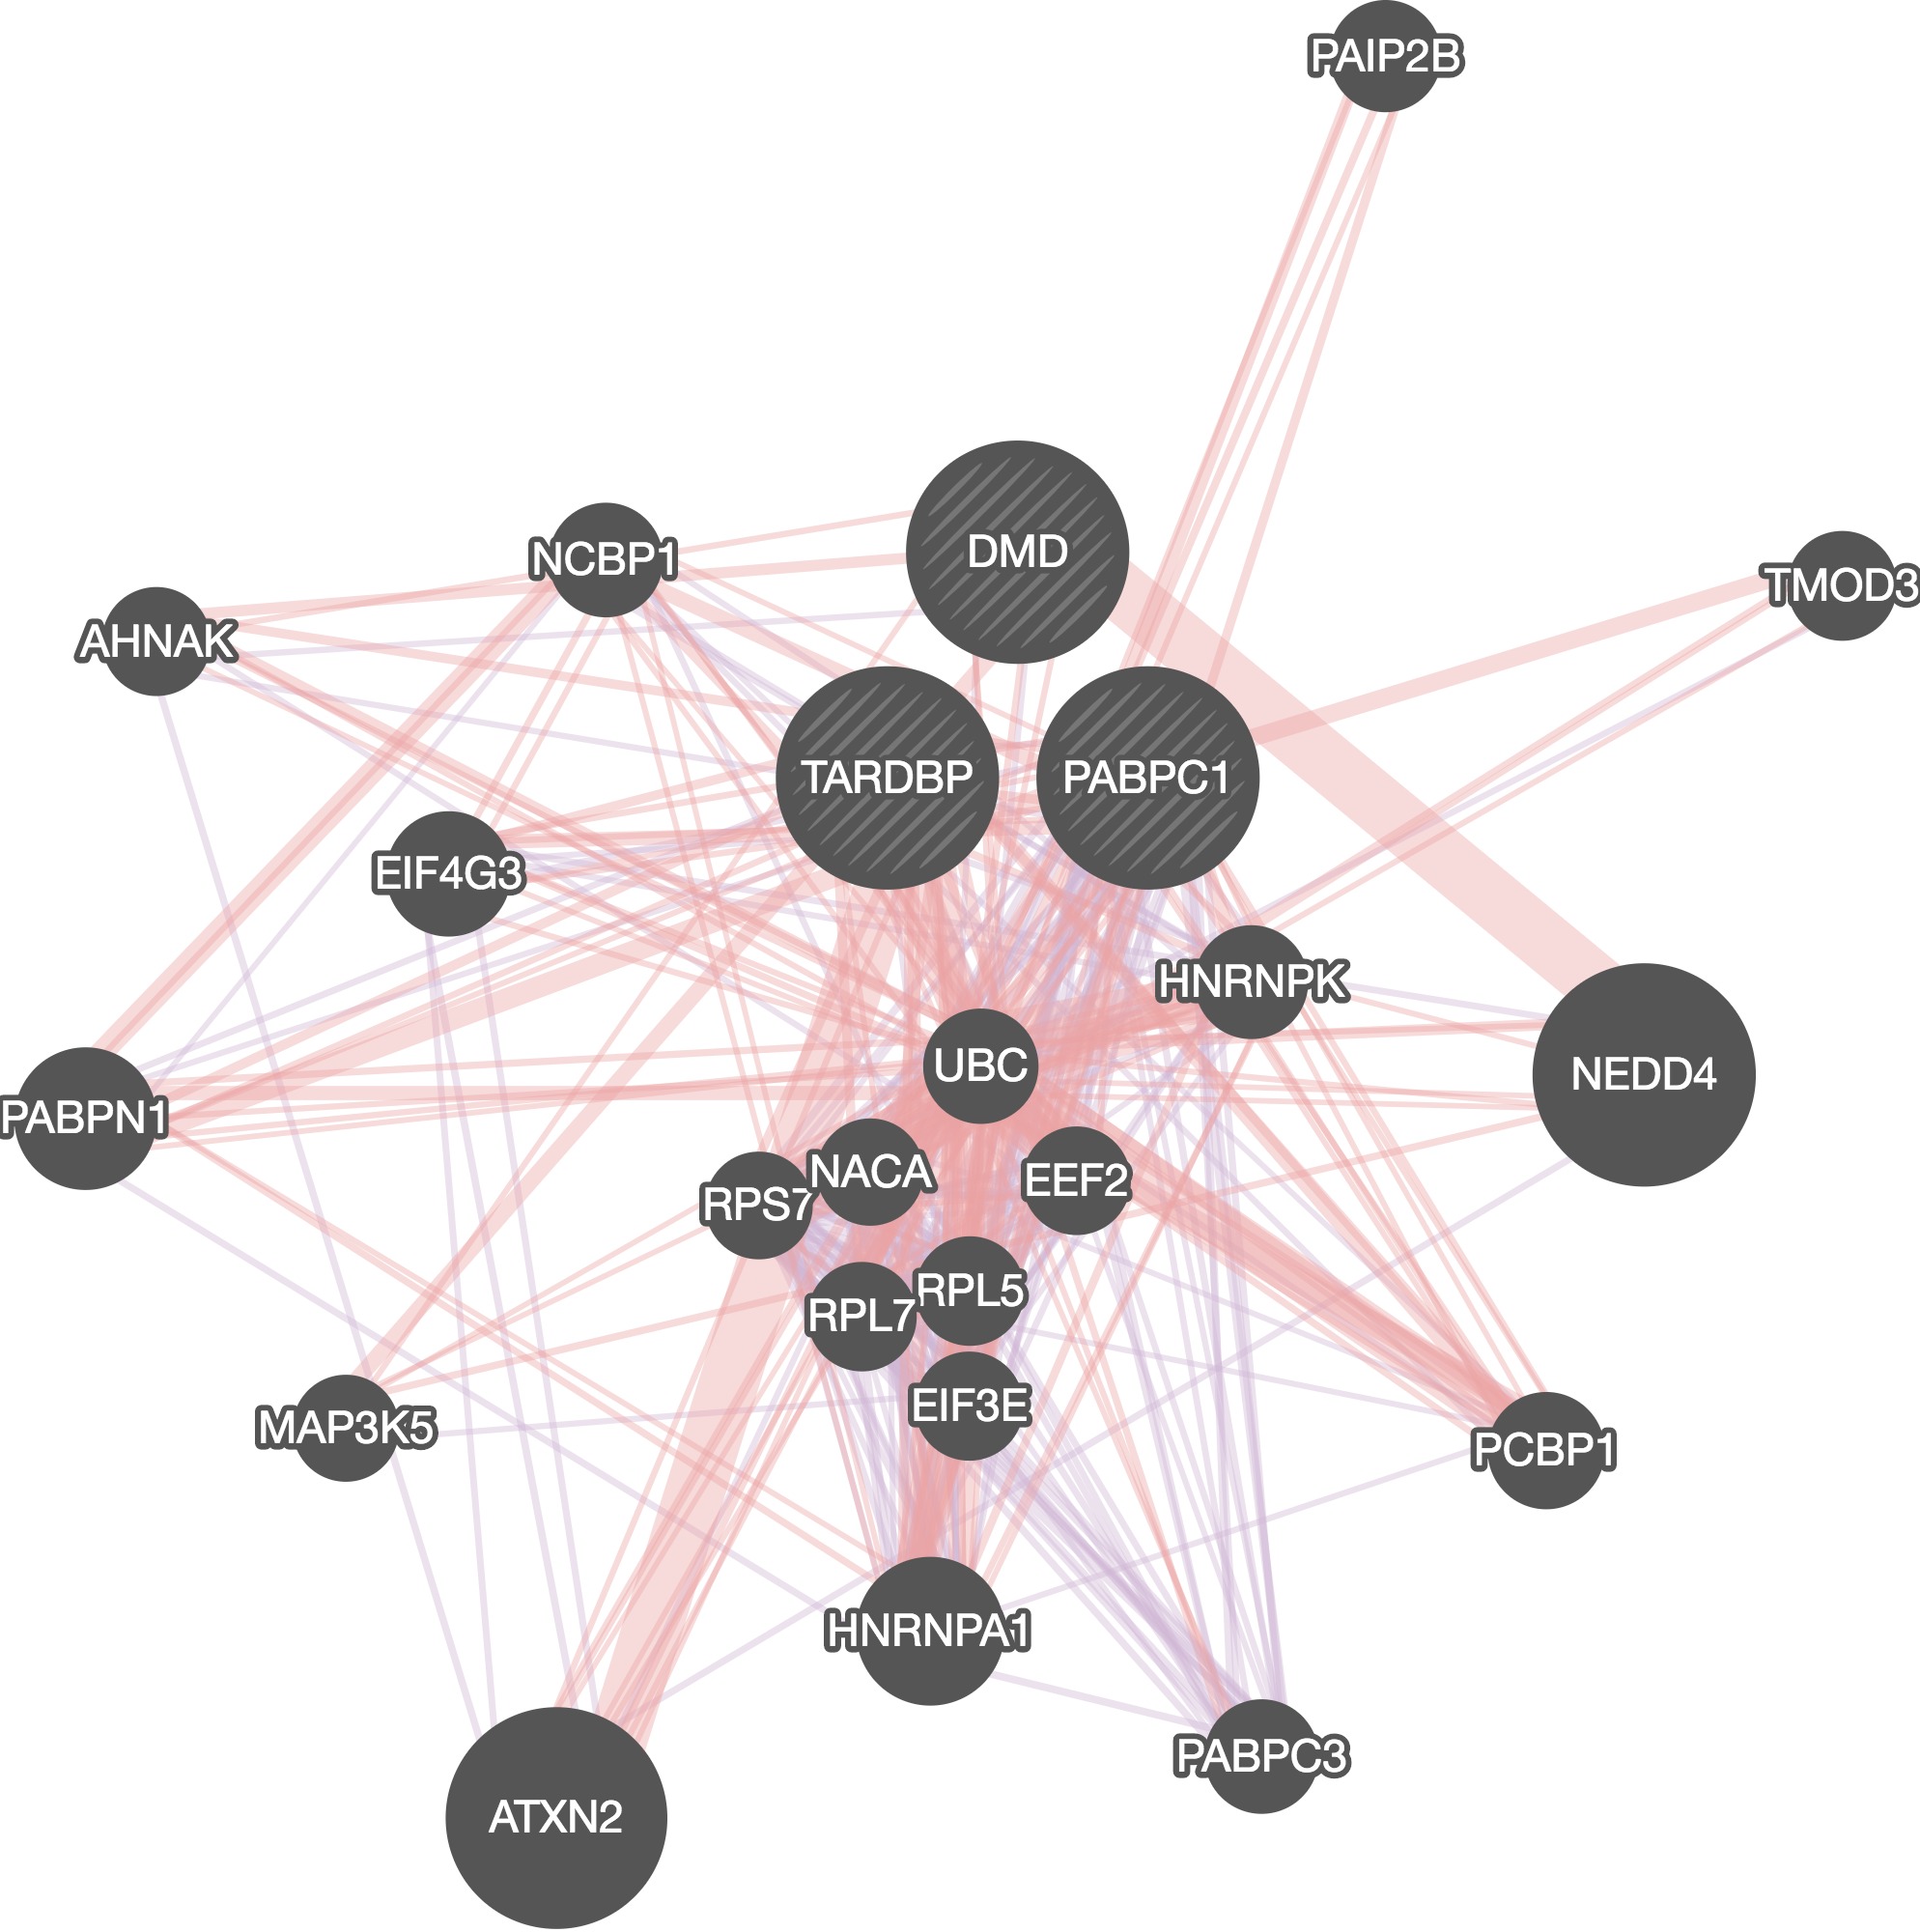 PAIP2B
DMD
NCBP1
TMOD3
AHNAK
TARDBP
PABPC1
EIF4G3
HNRNPK
UBC
NEDD4
PABPN1
NACA
EEF2
RPS7
RPL5
RPL7
EIF3E
MAP3K5
PCBP1
HNRNPA1
PABPC3
ATXN2